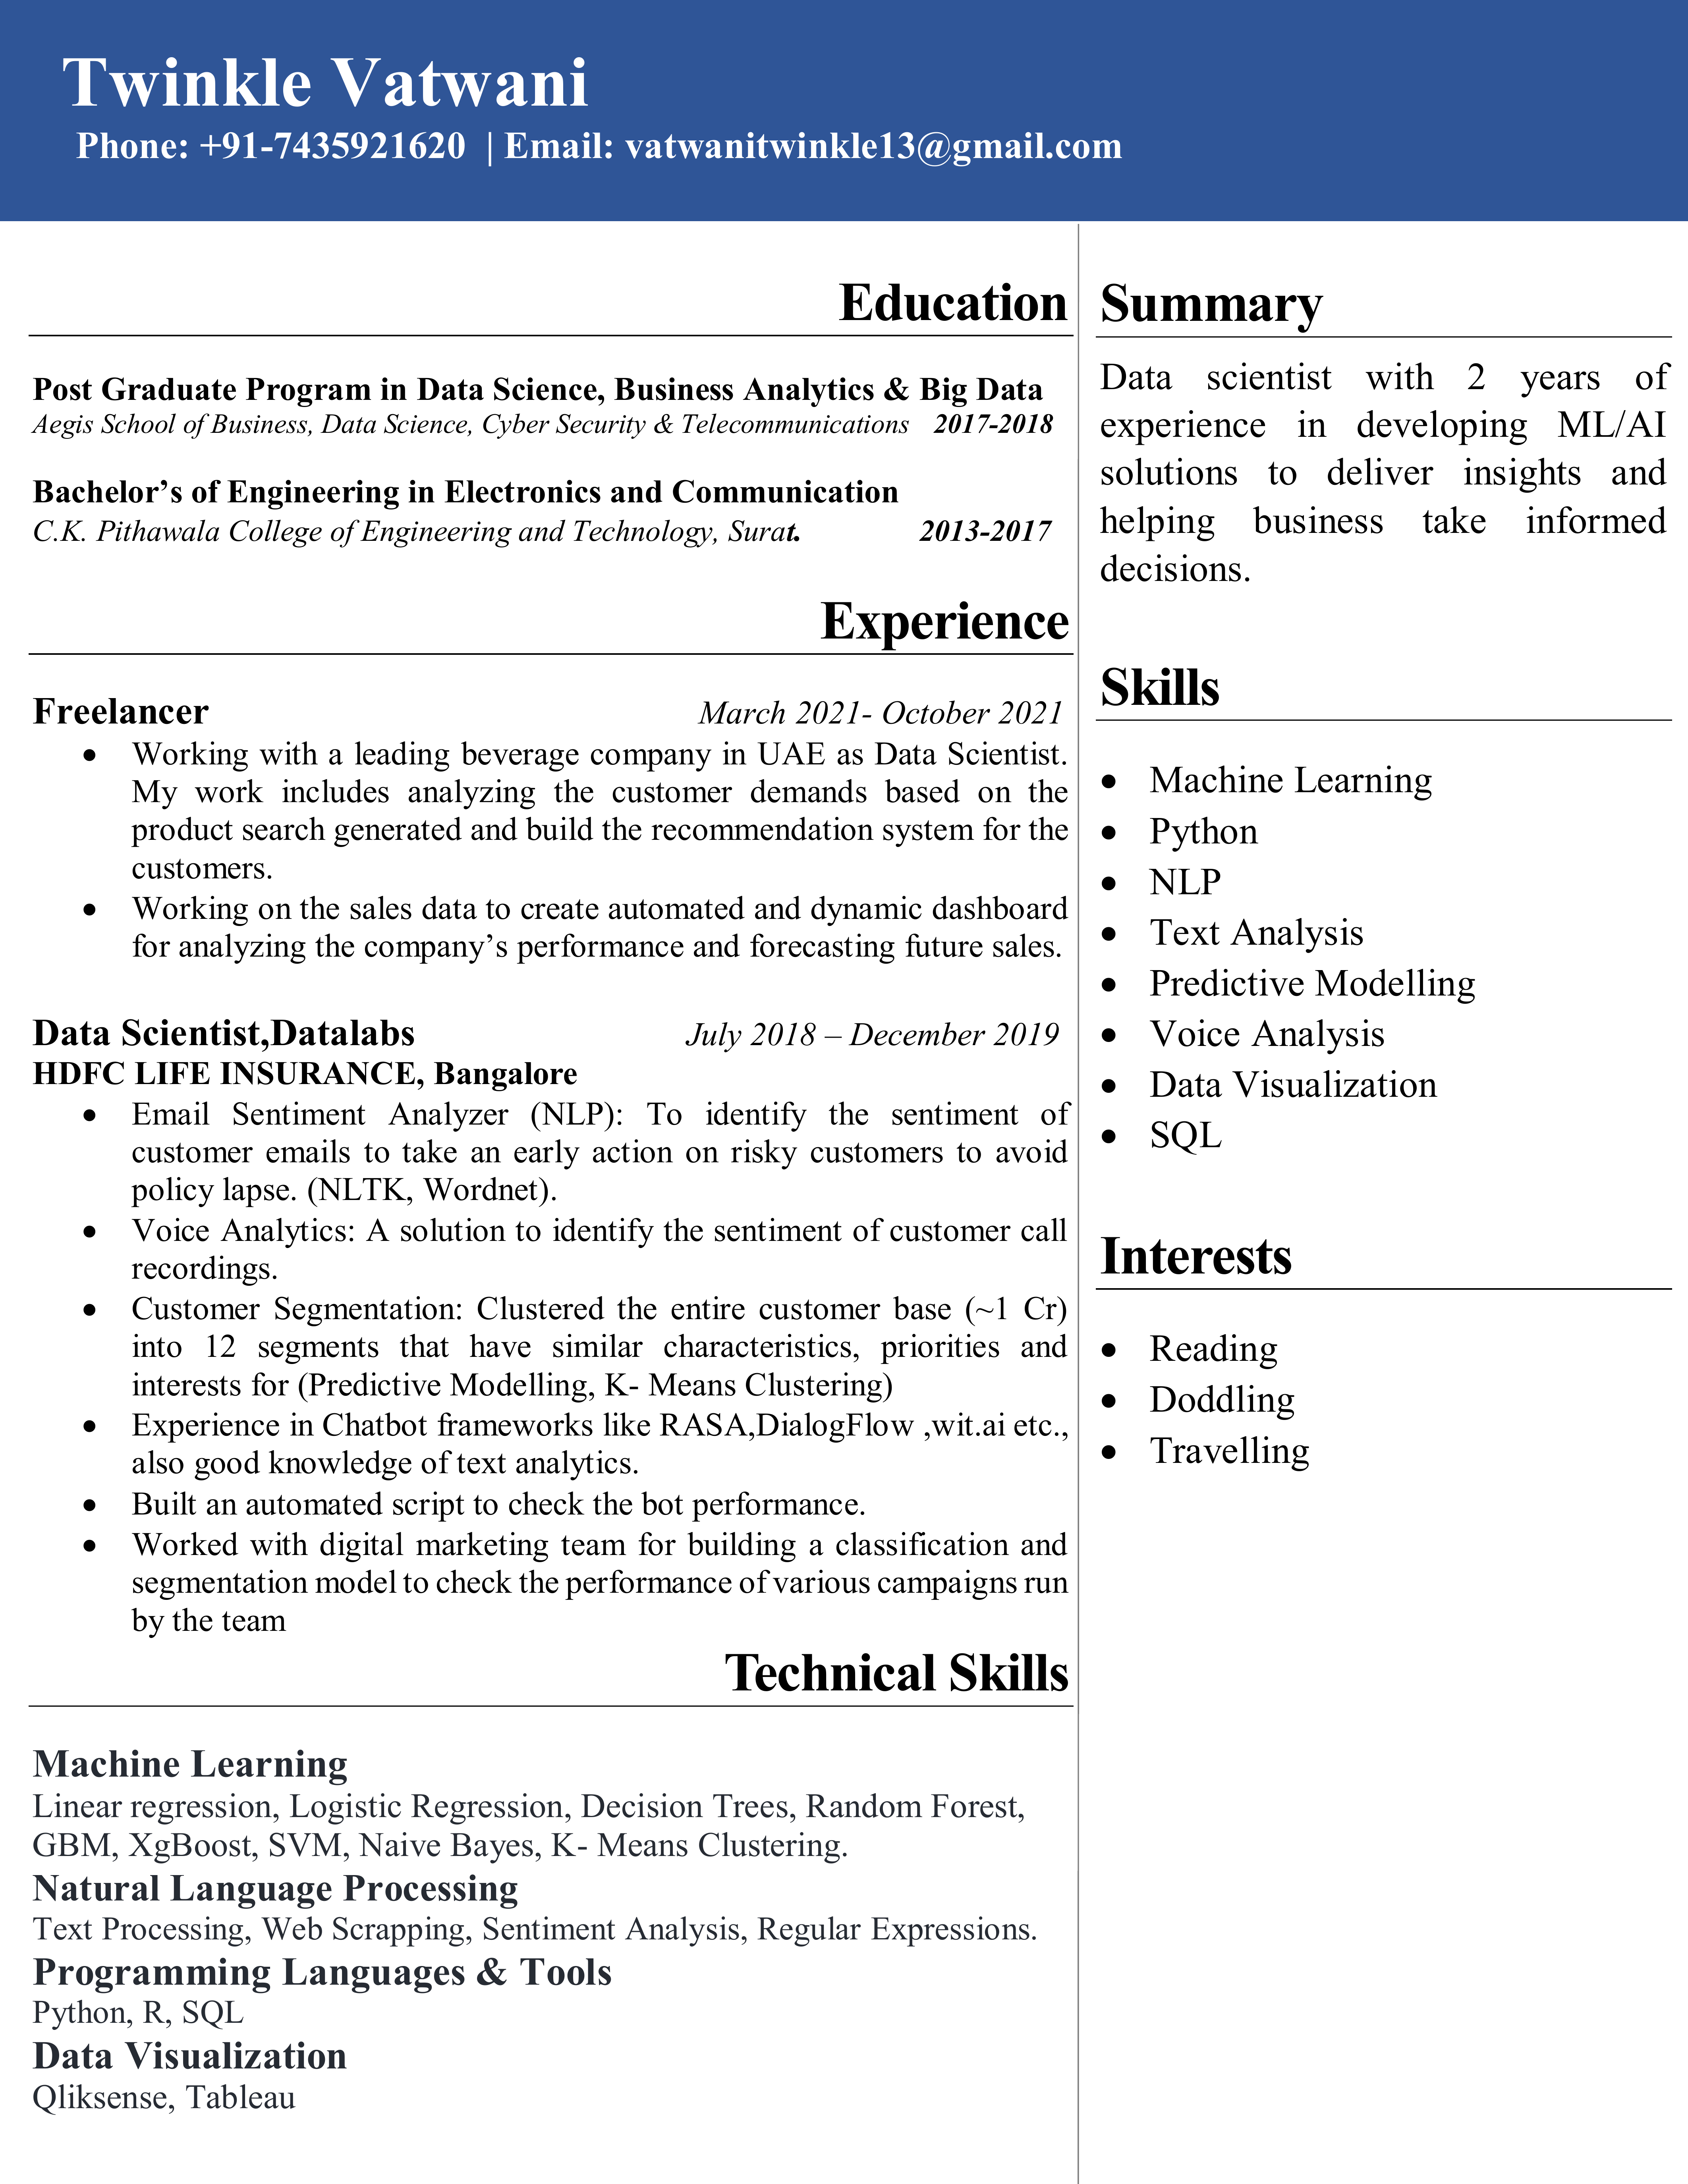 Twinkle Vatwani
Phone: +91-7435921620 | Email: vatwanitwinkle13@gmail.com
Education
Post Graduate Program in Data Science, Business Analytics & Big Data
Aegis School of Business, Data Science, Cyber Security & Telecommunications 2017-2018
Bachelor’s of Engineering in Electronics and Communication
C.K. Pithawala College of Engineering and Technology, Surat. 2013-2017
Experience
Freelancer March 2021- October 2021
• Working with a leading beverage company in UAE as Data Scientist.
My work includes analyzing the customer demands based on the
product search generated and build the recommendation system for the
customers.
• Working on the sales data to create automated and dynamic dashboard
for analyzing the company’s performance and forecasting future sales.
Data Scientist,Datalabs July 2018 – December 2019
HDFC LIFE INSURANCE, Bangalore
• Email Sentiment Analyzer (NLP): To identify the sentiment of
customer emails to take an early action on risky customers to avoid
policy lapse. (NLTK, Wordnet).
• Voice Analytics: A solution to identify the sentiment of customer call
recordings.
• Customer Segmentation: Clustered the entire customer base (~1 Cr)
into 12 segments that have similar characteristics, priorities and
interests for (Predictive Modelling, K- Means Clustering)
• Experience in Chatbot frameworks like RASA,DialogFlow ,wit.ai etc.,
also good knowledge of text analytics.
• Built an automated script to check the bot performance.
• Worked with digital marketing team for building a classification and
segmentation model to check the performance of various campaigns run
by the team
Technical Skills
Machine Learning
Linear regression, Logistic Regression, Decision Trees, Random Forest,
GBM, XgBoost, SVM, Naive Bayes, K- Means Clustering.
Natural Language Processing
Text Processing, Web Scrapping, Sentiment Analysis, Regular Expressions.
Programming Languages & Tools
Python, R, SQL
Data Visualization
Qliksense, Tableau
Summary
Data scientist with 2 years of
experience in developing ML/AI
solutions to deliver insights and
helping business take informed
decisions.
Skills
• Machine Learning
• Python
• NLP
• Text Analysis
• Predictive Modelling
• Voice Analysis
• Data Visualization
• SQL
Interests
• Reading
• Doddling
• Travelling